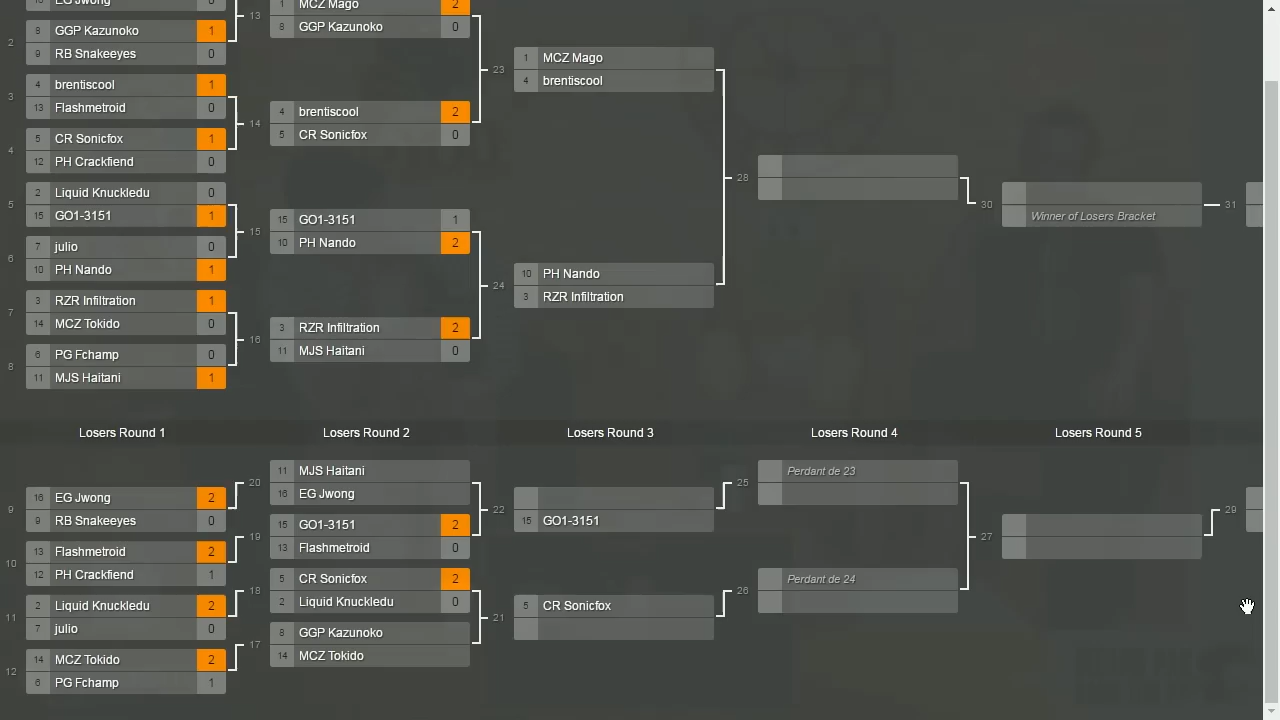 16 EG Jwong 0
13
1 MCZ Mago 2
8 GGP Kazunoko 0
2
8 GGP Kazunoko 1
9 RB Snakeeyes 0
23
1 MCZ Mago
4 brentiscool
3
4 brentiscool 1
13 Flashmetroid 0
14
4 brentiscool 2
5 CR Sonicfox 0
4
5 CR Sonicfox 1
12 PH Crackfiend 0
28
30
Winner of Losers Bracket
31
5
2 Liquid Knuckledu 0
15 GO1-3151 1
15
15 GO1-3151 1
10 PH Nando 2
6
7 julio 0
10 PH Nando 1
24
10 PH Nando
3 RZR Infiltration
7
3 RZR Infiltration 1
14 MCZ Tokido 0
16
3 RZR Infiltration 2
11 MJS Haitani 0
8
6 PG Fchamp 0
11 MJS Haitani 1
Losers Round 1
Losers Round 2
Losers Round 3
Losers Round 4
Losers Round 5
9
16 EG Jwong 2
9 RB Snakeeyes 0
20
11 MJS Haitani
16 EG Jwong
22
15 GO1-3151
25
Perdant de 23
10
13 Flashmetroid 2
12 PH Crackfiend 1
19
15 GO1-3151 2
13 Flashmetroid 0
27
29
11
2 Liquid Knuckledu 2
7 julio 0
18
5 CR Sonicfox 2
2 Liquid Knuckledu 0
21
5 CR Sonicfox
26
Perdant de 24
12
14 MCZ Tokido 2
6 PG Fchamp 1
17
8 GGP Kazunoko
14 MCZ Tokido